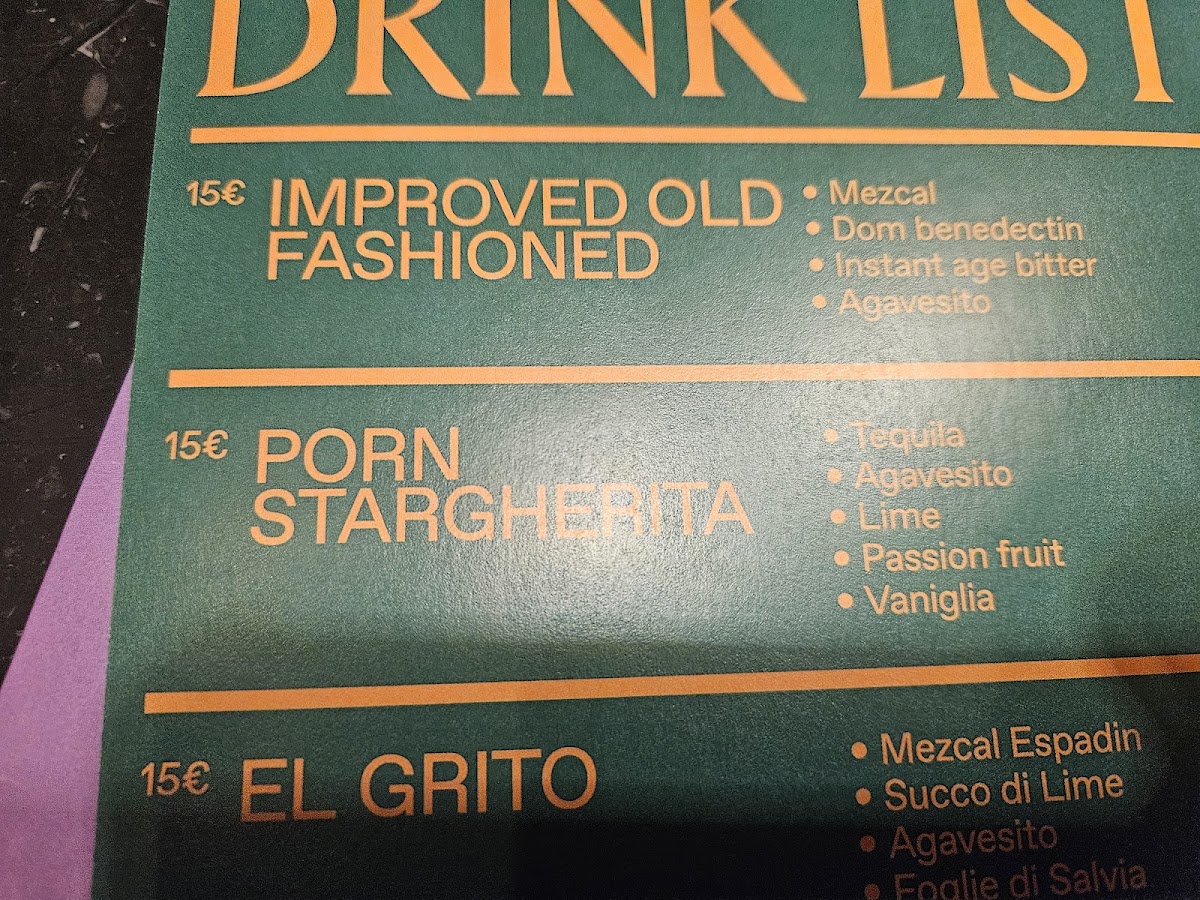 DRINK LIST
15€ IMPROVED OLD
FASHIONED
• Mezcal
• Dom benedectin
• Instant age bitter
• Agavesito
15€ PORN
STARGHERITA
• Tequila
• Agavesito
• Lime
• Passion fruit
• Vaniglia
15€ EL GRITO
• Mezcal Espadin
• Succo di Lime
• Agavesito
• Foglie di Salvia